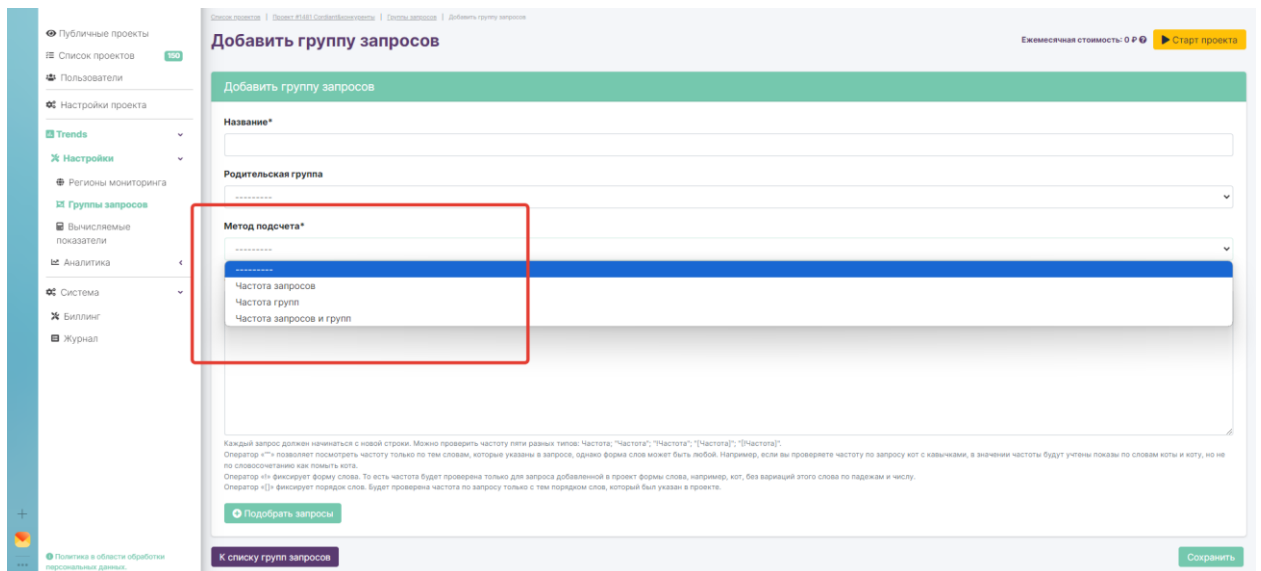 Список проектов | Проект #1481 Contentбконкуренты | Группы запросов | Добавить группу запросов
Публичные проекты
Список проектов 150
Пользователи
Настройки проекта
Trends
Настройки
Регионы мониторинга
Группы запросов
Вычисляемые
показатели
Аналитика
Система
Биллинг
Журнал
Политика в области обработки
персональных данных.
Добавить группу запросов
Ежемесячная стоимость: 0 ₽
Старт проекта
Добавить группу запросов
Название*
Родительская группа
---------
Метод подсчета*
---------
---------
Частота запросов
Частота групп
Частота запросов и групп
Каждый запрос должен начинаться с новой строки. Можно проверить частоту пяти разных типов: Частота; "Частота"; "!Частота"; "[Частота]"; "[!Частота]".
Оператор «""» позволяет посмотреть частоту только по тем словам, которые указаны в запросе, однако форма слов может быть любой. Например, если вы проверяете частоту по запросу кот с кавычками, в значении частоты будут учтены показы по словам коты и коту, но не
по словосочетанию как помыть кота.
Оператор «!» фиксирует форму слова. То есть частота будет проверена только для запроса добавленной в проект формы слова, например, кот, без вариаций этого слова по падежам и числу.
Оператор «[]» фиксирует порядок слов. Будет проверена частота по запросу только с тем порядком слов, который был указан в проекте.
Подобрать запросы
К списку групп запросов
Сохранить